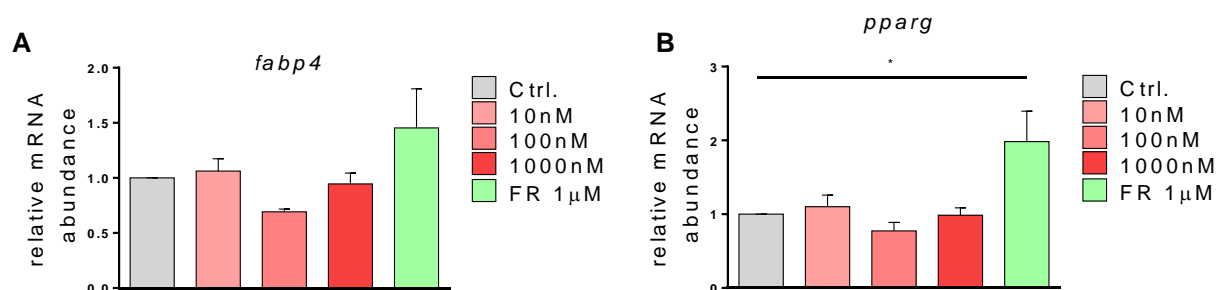 A
fabp4
relative mRNA
abundance
2.0
1.5
1.0
0.5
0.0
Ctrl.
10nM
100nM
1000nM
FR 1µM
B
pparg
relative mRNA
abundance
3
2
1
0
*
Ctrl.
10nM
100nM
1000nM
FR 1µM